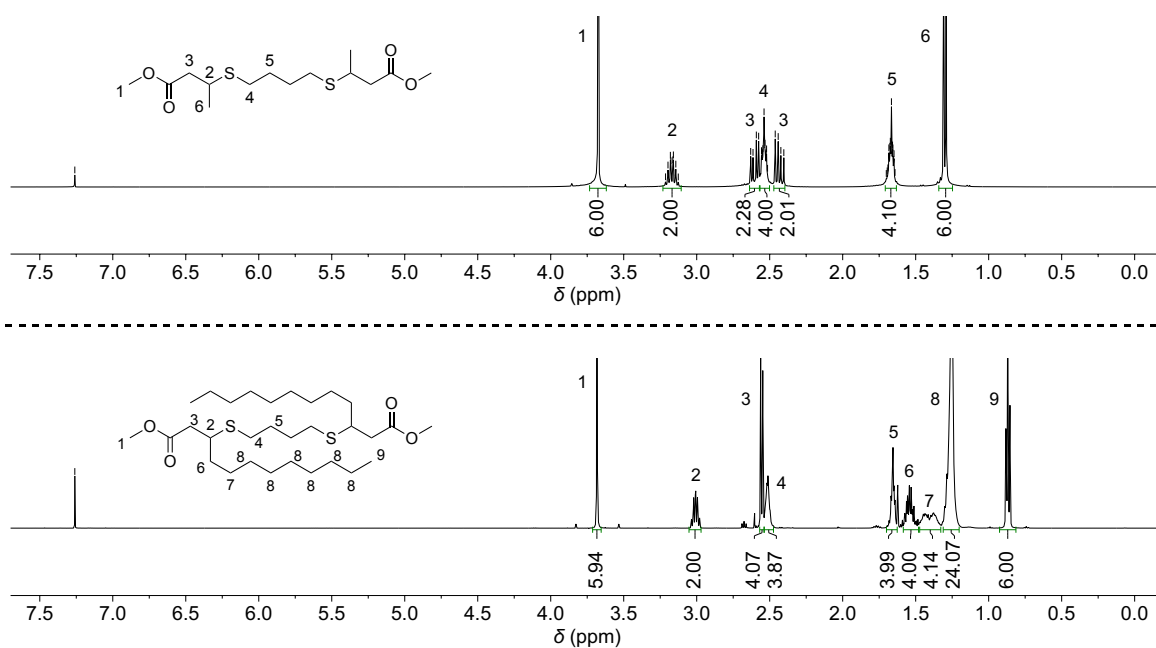 1 2 3 4 3 5 6
3 5 O
O 2 S
1 4 S O
O 6 O
6.00 2.00 2.28 4.00 2.01 4.10 6.00
7.5 7.0 6.5 6.0 5.5 5.0 4.5 4.0 3.5 3.0 2.5 2.0 1.5 1.0 0.5 0.0
δ (ppm)
1 2 3 4 5 6 7 8 9
O
3 5
O 2 S S O
1 4
O 8 8 8 9
6
7 8 8 8
5.94 2.00 4.07 3.87 3.99 4.00 4.14 24.07 6.00
7.5 7.0 6.5 6.0 5.5 5.0 4.5 4.0 3.5 3.0 2.5 2.0 1.5 1.0 0.5 0.0
δ (ppm)